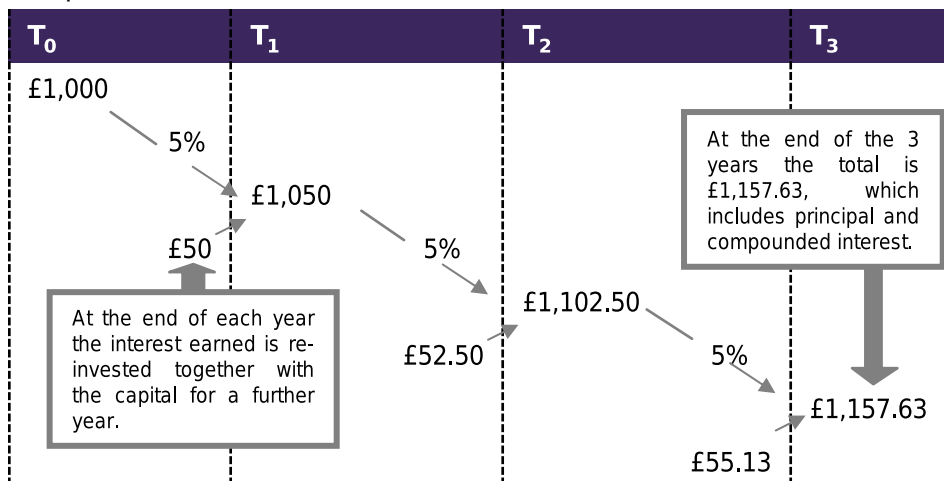 T0 T1 T2 T3
£1,000
5%
£1,050
£50
At the end of each year
the interest earned is re-
invested together with
the capital for a further
year.
5%
£1,102.50
£52.50
5%
£1,157.63
£55.13
At the end of the 3
years the total is
£1,157.63, which
includes principal and
compounded interest.